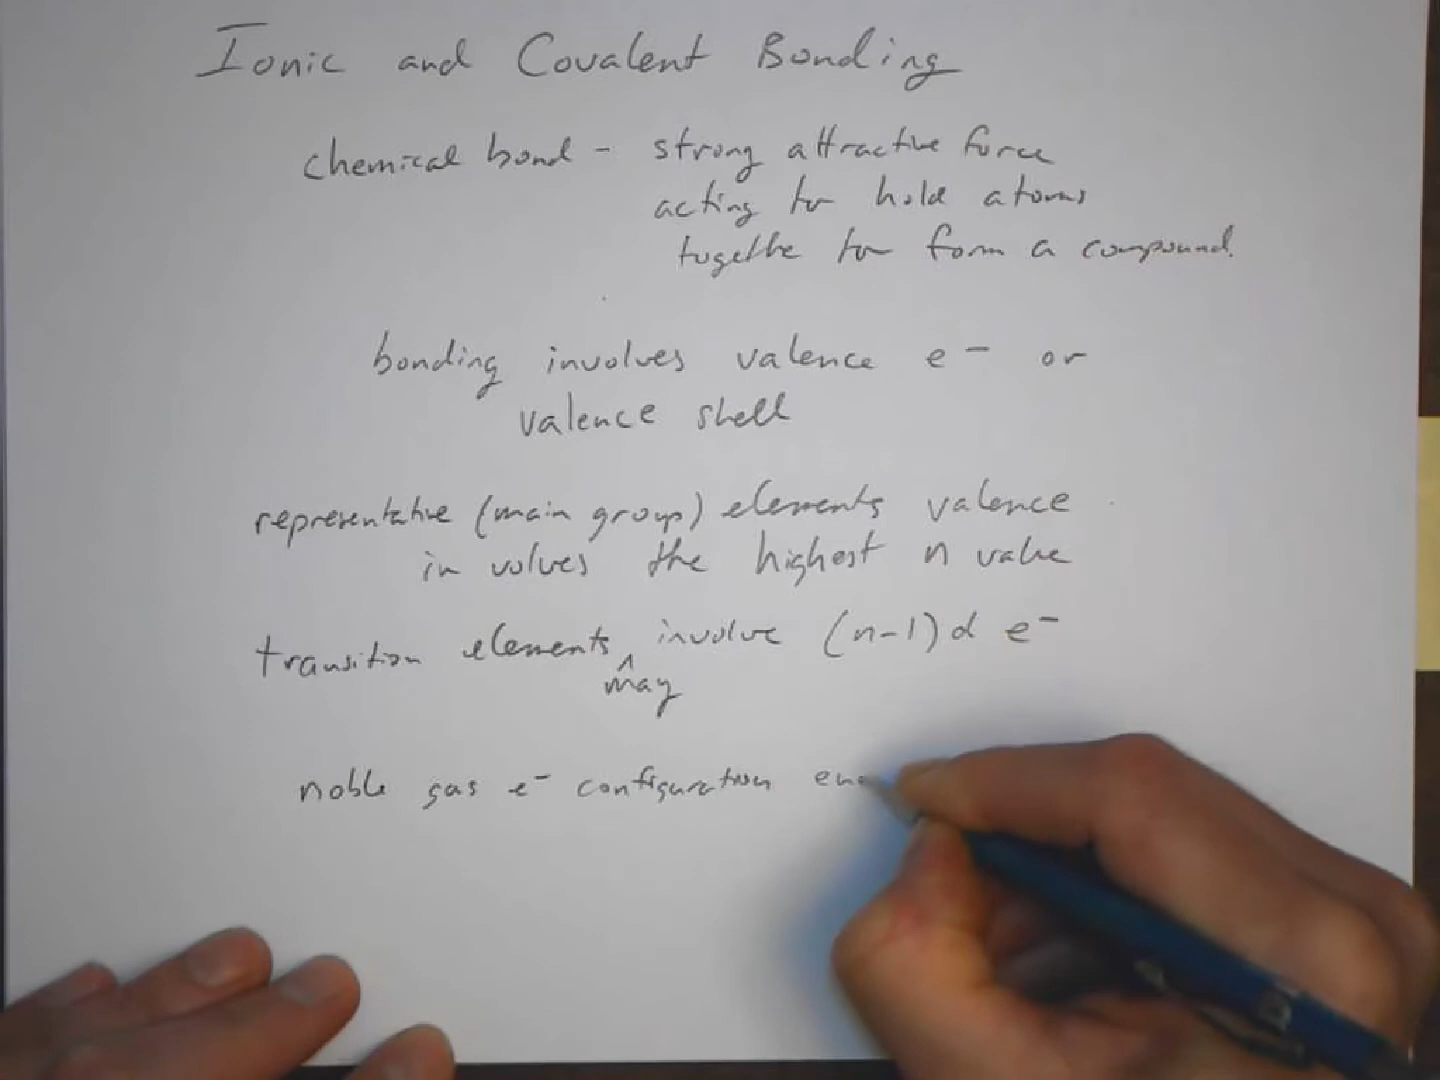 Ionic and Covalent Bonding
chemical bond - strong attractive force
acting to hold atoms
togethe to form a compound.
bonding involves valence e⁻ or
valence shell
representative (main group) elements valence
involves the highest n value
transition elements ^ involve (n-1)d e⁻
may
noble gas e⁻ configuration